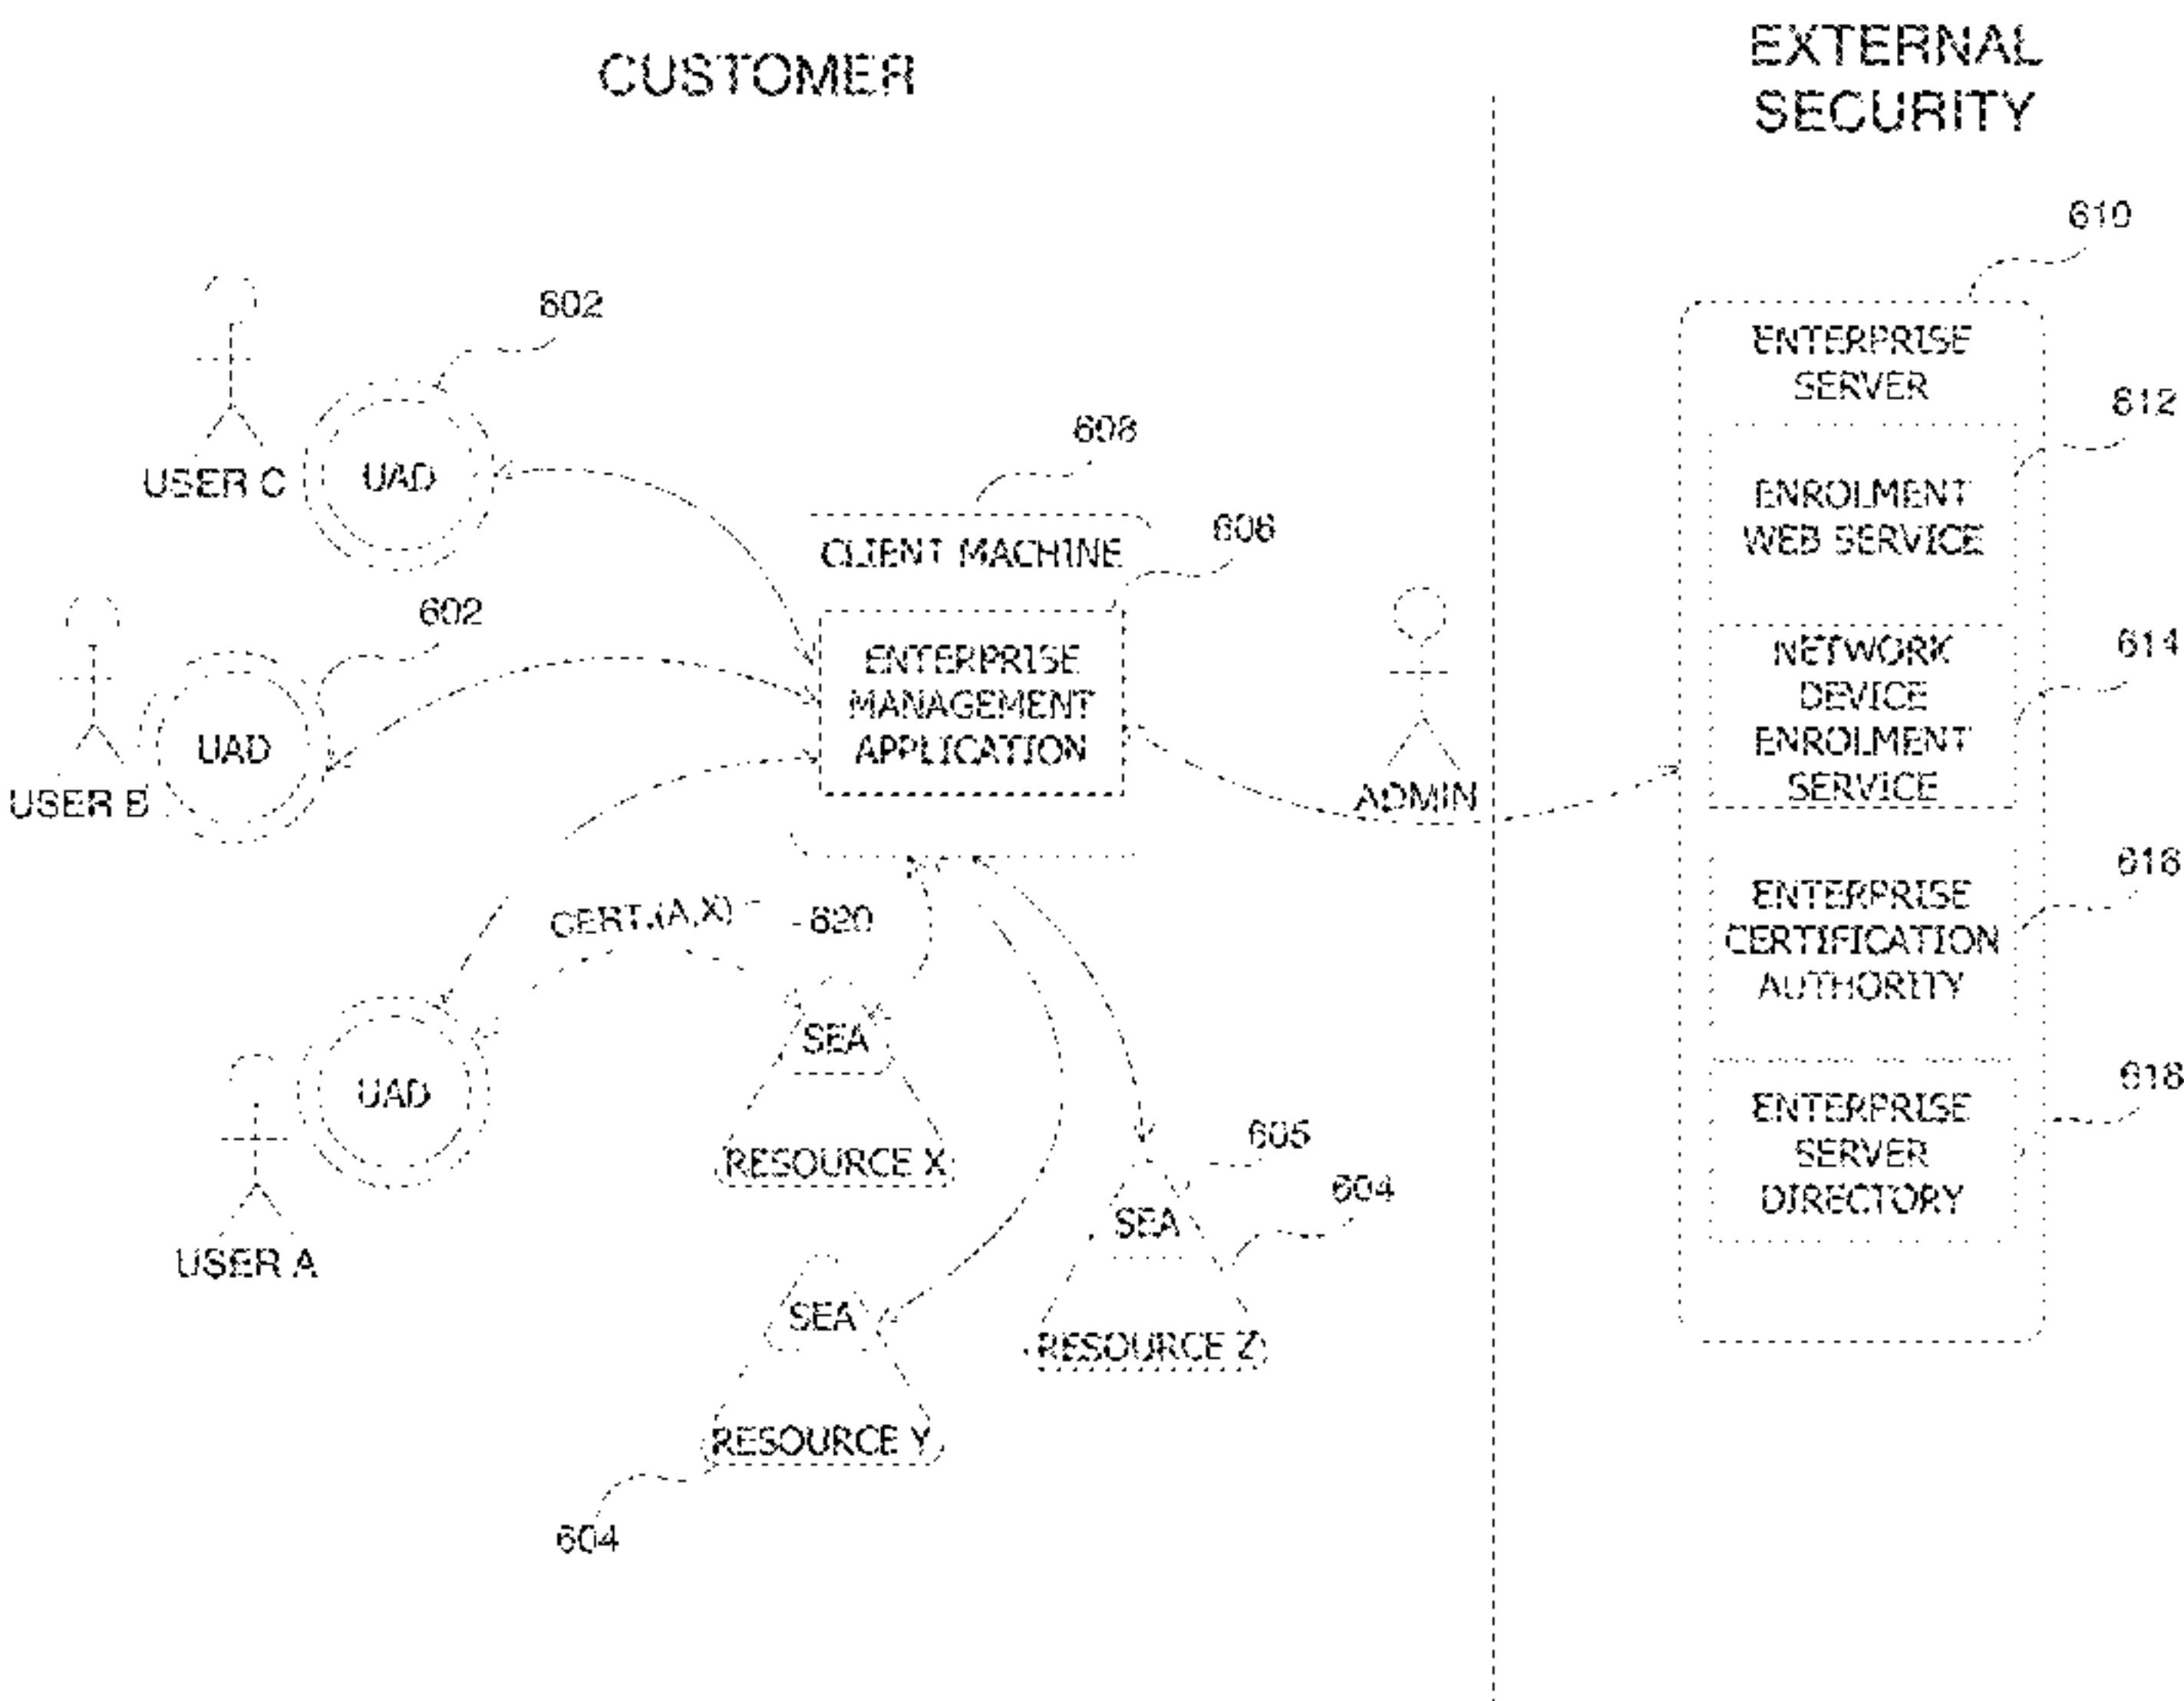 CUSTOMER
EXTERNAL
SECURITY
610
602
ENTERPRISE
SERVER
612
608
USER C
UAD
ENROLMENT
WEB SERVICE
606
CLIENT MACHINE
602
ENTERPRISE
MANAGEMENT
APPLICATION
NETWORK
DEVICE
ENROLMENT
SERVICE
614
UAD
USER B
ADMIN
616
CERT.(A,X)
620
ENTERPRISE
CERTIFICATION
AUTHORITY
SEA
UAD
618
ENTERPRISE
SERVER
DIRECTORY
605
RESOURCE X
604
SEA
USER A
SEA
RESOURCE Z
RESOURCE Y
604